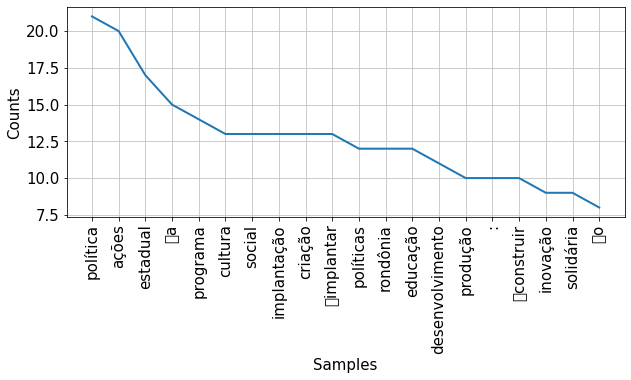 Counts
20.0
17.5
15.0
12.5
10.0
7.5
política
ações
estadual
▯a
programa
cultura
social
implantação
criação
▯implantar
políticas
rondônia
educação
desenvolvimento
produção
:
▯construir
inovação
solidária
▯o
Samples